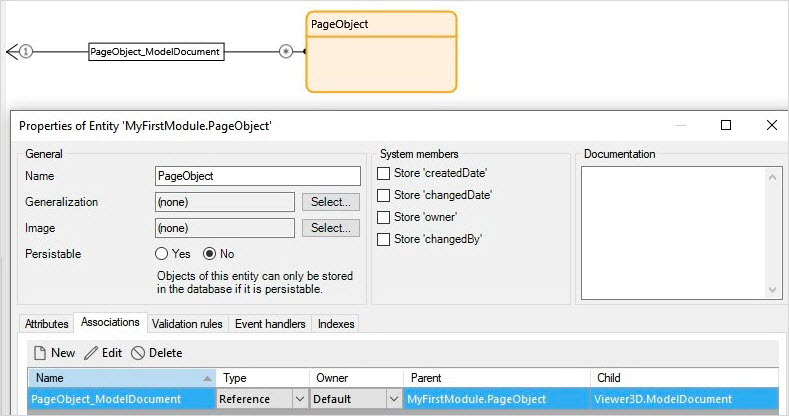 PageObject
1
PageObject_ModelDocument
*
Properties of Entity 'MyFirstModule.PageObject'
General
Name
PageObject
Generalization
(none)
Select...
Image
(none)
Select...
Persistable
Yes
No
Objects of this entity can only be stored
in the database if it is persistable.
System members
Store 'createdDate'
Store 'changedDate'
Store 'owner'
Store 'changedBy'
Documentation
Attributes
Associations
Validation rules
Event handlers
Indexes
New
Edit
Delete
Name
Type
Owner
Parent
Child
PageObject_ModelDocument
Reference
Default
MyFirstModule.PageObject
Viewer3D.ModelDocument